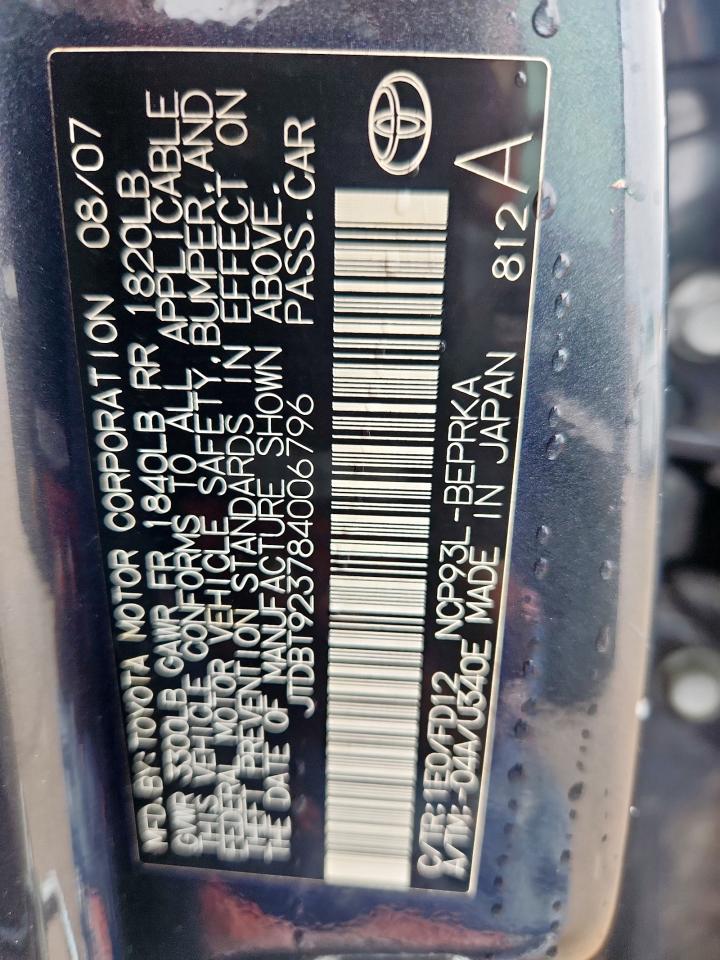 MFD. BY: TOYOTA MOTOR CORPORATION 08/07
GVWR 3300LB GAWR FR 1840LB RR 1820LB
THIS VEHICLE CONFORMS TO ALL APPLICABLE
FEDERAL MOTOR VEHICLE SAFETY, BUMPER, AND
THEFT PREVENTION STANDARDS IN EFFECT ON
THE DATE OF MANUFACTURE SHOWN ABOVE.
JTDBT923784006796 PASS. CAR
C/TR: 1E0/FD12 NCP93L-BEPRKA
A/TM: -04A/U340E MADE IN JAPAN
812A